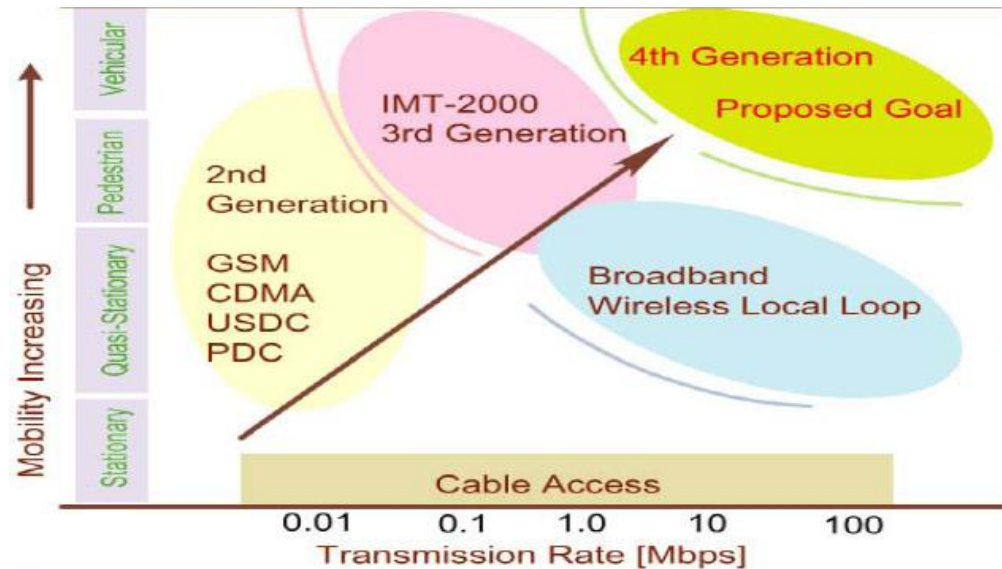 Mobility Increasing
Vehicular
Pedestrian
Quasi-Stationary
Stationary
4th Generation
Proposed Goal
IMT-2000
3rd Generation
2nd
Generation
GSM
CDMA
USDC
PDC
Broadband
Wireless Local Loop
Cable Access
0.01 0.1 1.0 10 100
Transmission Rate [Mbps]